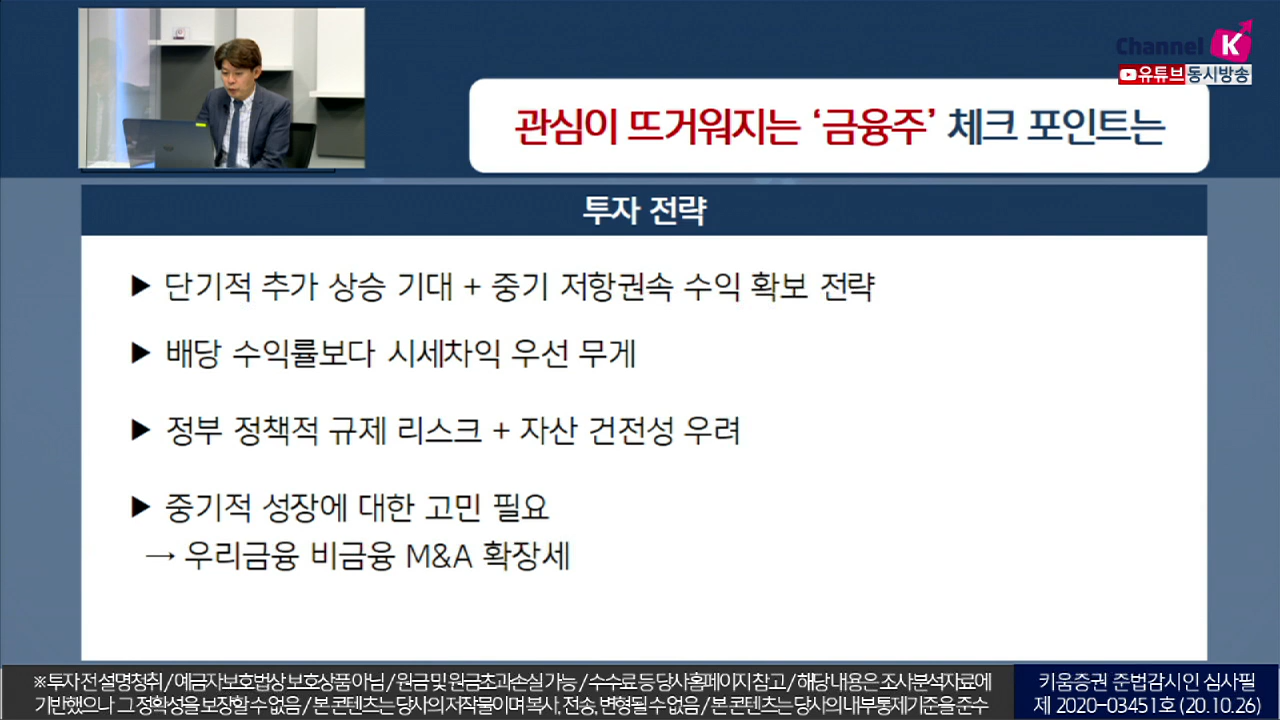 Channel K
유튜브 동시방송
관심이 뜨거워지는 ‘금융주’ 체크 포인트는
투자 전략
▶ 단기적 추가 상승 기대 + 중기 저항권속 수익 확보 전략
▶ 배당 수익률보다 시세차익 우선 무게
▶ 정부 정책적 규제 리스크 + 자산 건전성 우려
▶ 중기적 성장에 대한 고민 필요
→ 우리금융 비금융 M&A 확장세
※ 투자 전 설명청취 / 예금자보호법상 보호상품 아님 / 원금 및 원금초과손실 가능 / 수수료 등 당사홈페이지 참고 / 해당 내용은 조사분석자료에
기반했으나 그 정확성을 보장할 수 없음 / 본 콘텐츠는 당사의 저작물이며 복사, 전송, 변형될 수 없음 / 본 콘텐츠는 당사의 내부통제기준을 준수
키움증권 준법감시인 심사필
제 2020-03451호 (20.10.26)